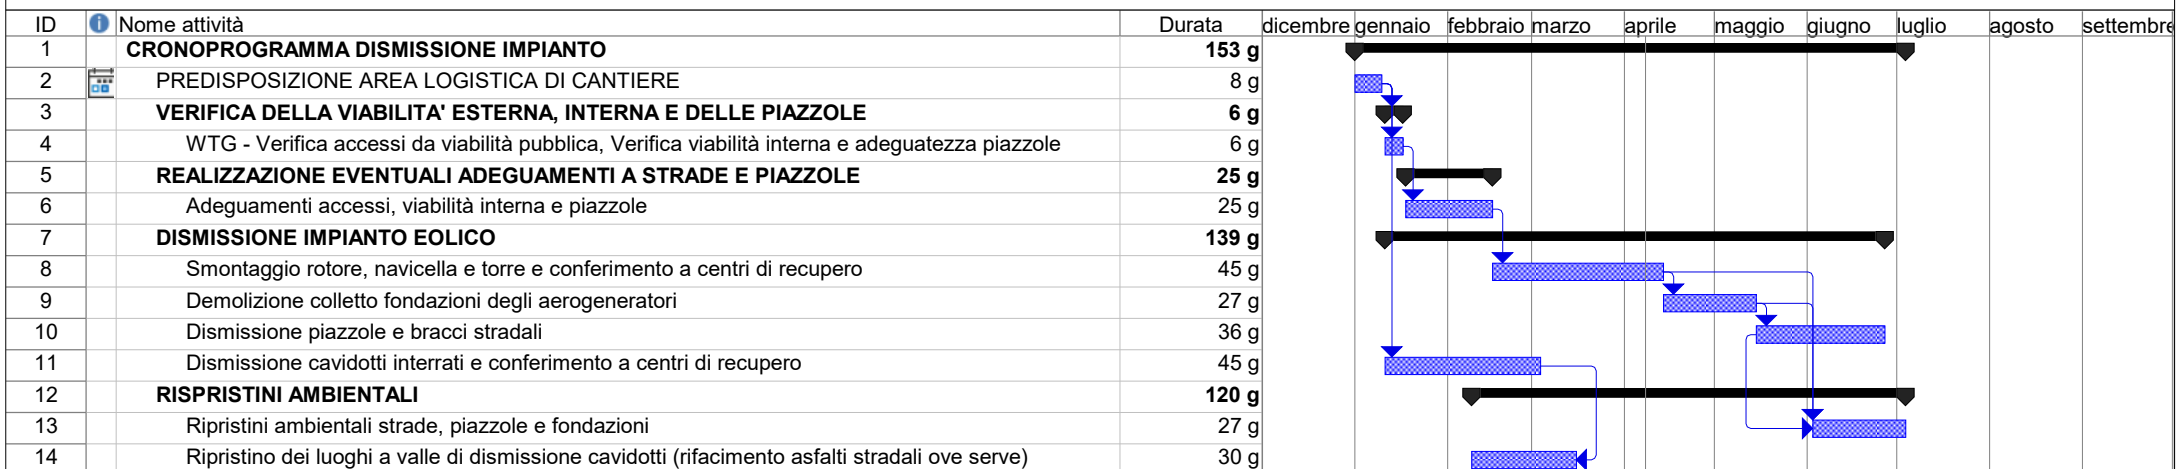 ID Nome attività Durata dicembre gennaio febbraio marzo aprile maggio giugno luglio agosto settembre
1 CRONOPROGRAMMA DISMISSIONE IMPIANTO 153 g
2 PREDISPOSIZIONE AREA LOGISTICA DI CANTIERE 8 g
3 VERIFICA DELLA VIABILITA' ESTERNA, INTERNA E DELLE PIAZZOLE 6 g
4 WTG - Verifica accessi da viabilità pubblica, Verifica viabilità interna e adeguatezza piazzole 6 g
5 REALIZZAZIONE EVENTUALI ADEGUAMENTI A STRADE E PIAZZOLE 25 g
6 Adeguamenti accessi, viabilità interna e piazzole 25 g
7 DISMISSIONE IMPIANTO EOLICO 139 g
8 Smontaggio rotore, navicella e torre e conferimento a centri di recupero 45 g
9 Demolizione colletto fondazioni degli aerogeneratori 27 g
10 Dismissione piazzole e bracci stradali 36 g
11 Dismissione cavidotti interrati e conferimento a centri di recupero 45 g
12 RISPRISTINI AMBIENTALI 120 g
13 Ripristini ambientali strade, piazzole e fondazioni 27 g
14 Ripristino dei luoghi a valle di dismissione cavidotti (rifacimento asfalti stradali ove serve) 30 g